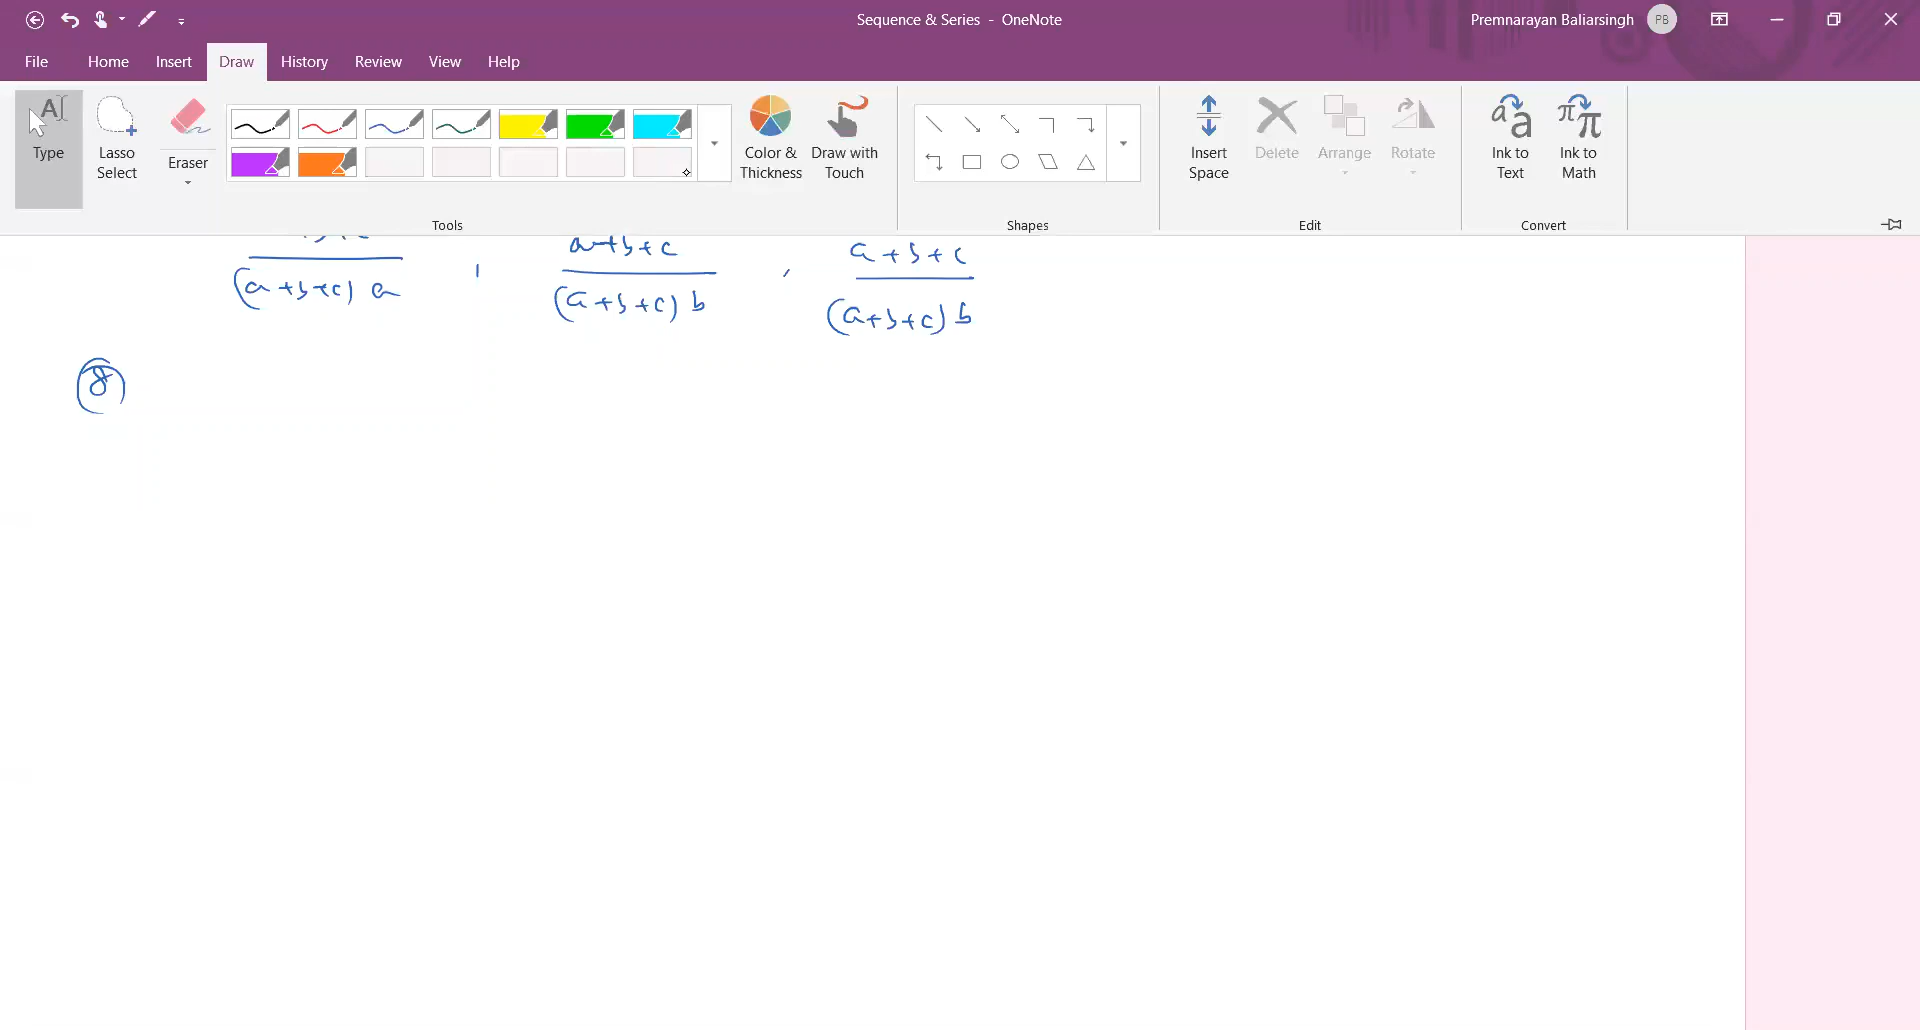 Sequence & Series - OneNote
Premnarayan Baliarsingh PB
File Home Insert Draw History Review View Help
Type
Lasso Select
Eraser
Color & Thickness
Draw with Touch
Insert Space
Delete
Arrange
Rotate
Ink to Text
Ink to Math
Tools Shapes Edit Convert
a+b+c a+b+c
(a+b+c) a , (a+b+c) b , (a+b+c) b
8